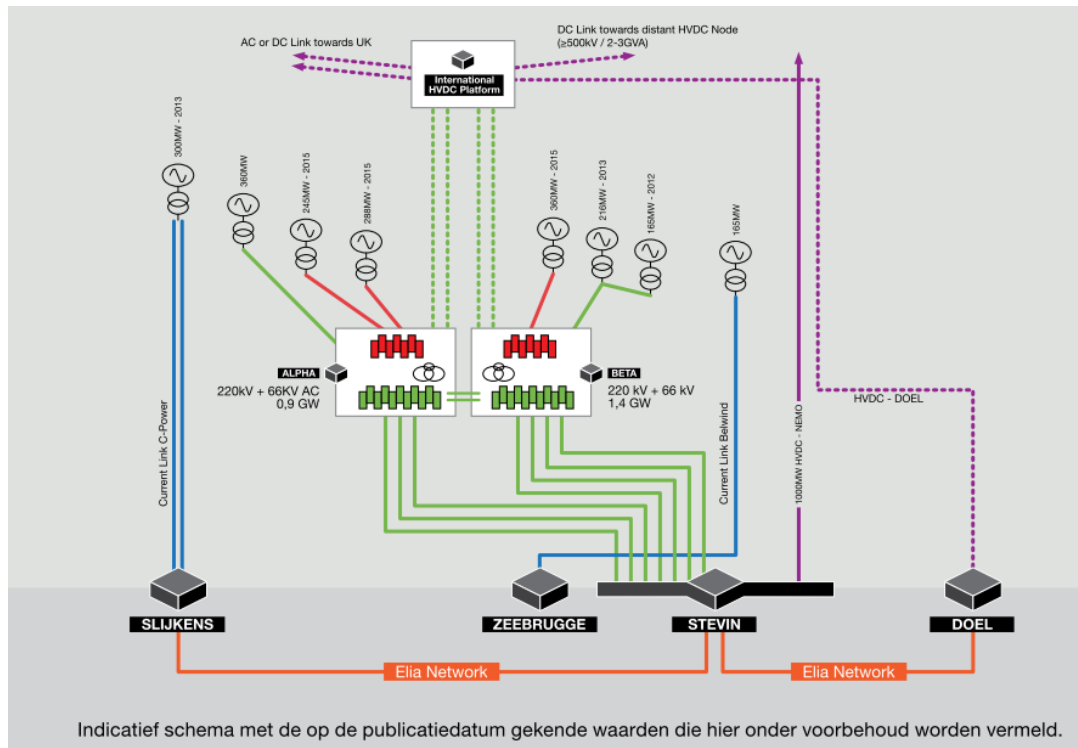 AC or DC Link towards UK
DC Link towards distant HVDC Node
(≥500kV / 2-3GVA)
International
HVDC Platform
300MW - 2013
360MW
245MW - 2015
288MW - 2015
360MW - 2015
216MW - 2013
165MW - 2012
165MW
ALPHA
220kV + 66KV AC
0,9 GW
BETA
220 kV + 66 kV
1,4 GW
HVDC - DOEL
Current Link C-Power
Current Link Belwind
1000MW HVDC - NEMO
SLIJKENS
ZEEBRUGGE
STEVIN
DOEL
Elia Network
Elia Network
Indicatief schema met de op de publicatiedatum gekende waarden die hier onder voorbehoud worden vermeld.